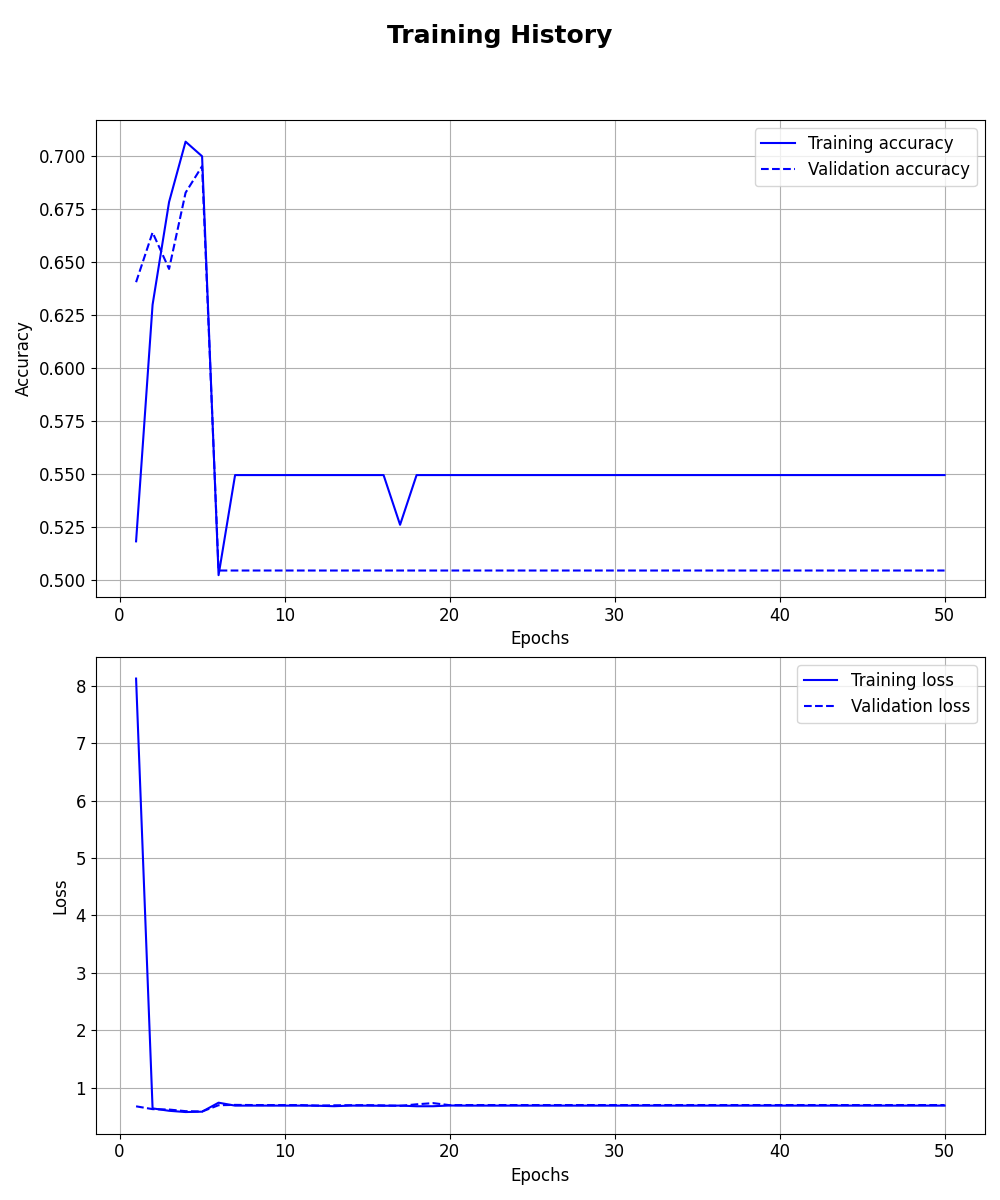 Training History
Training accuracy
Validation accuracy
0.700
0.675
0.650
0.625
0.600
0.575
0.550
0.525
0.500
Accuracy
0 10 20 30 40 50
Epochs
Training loss
Validation loss
8
7
6
5
4
3
2
1
Loss
0 10 20 30 40 50
Epochs